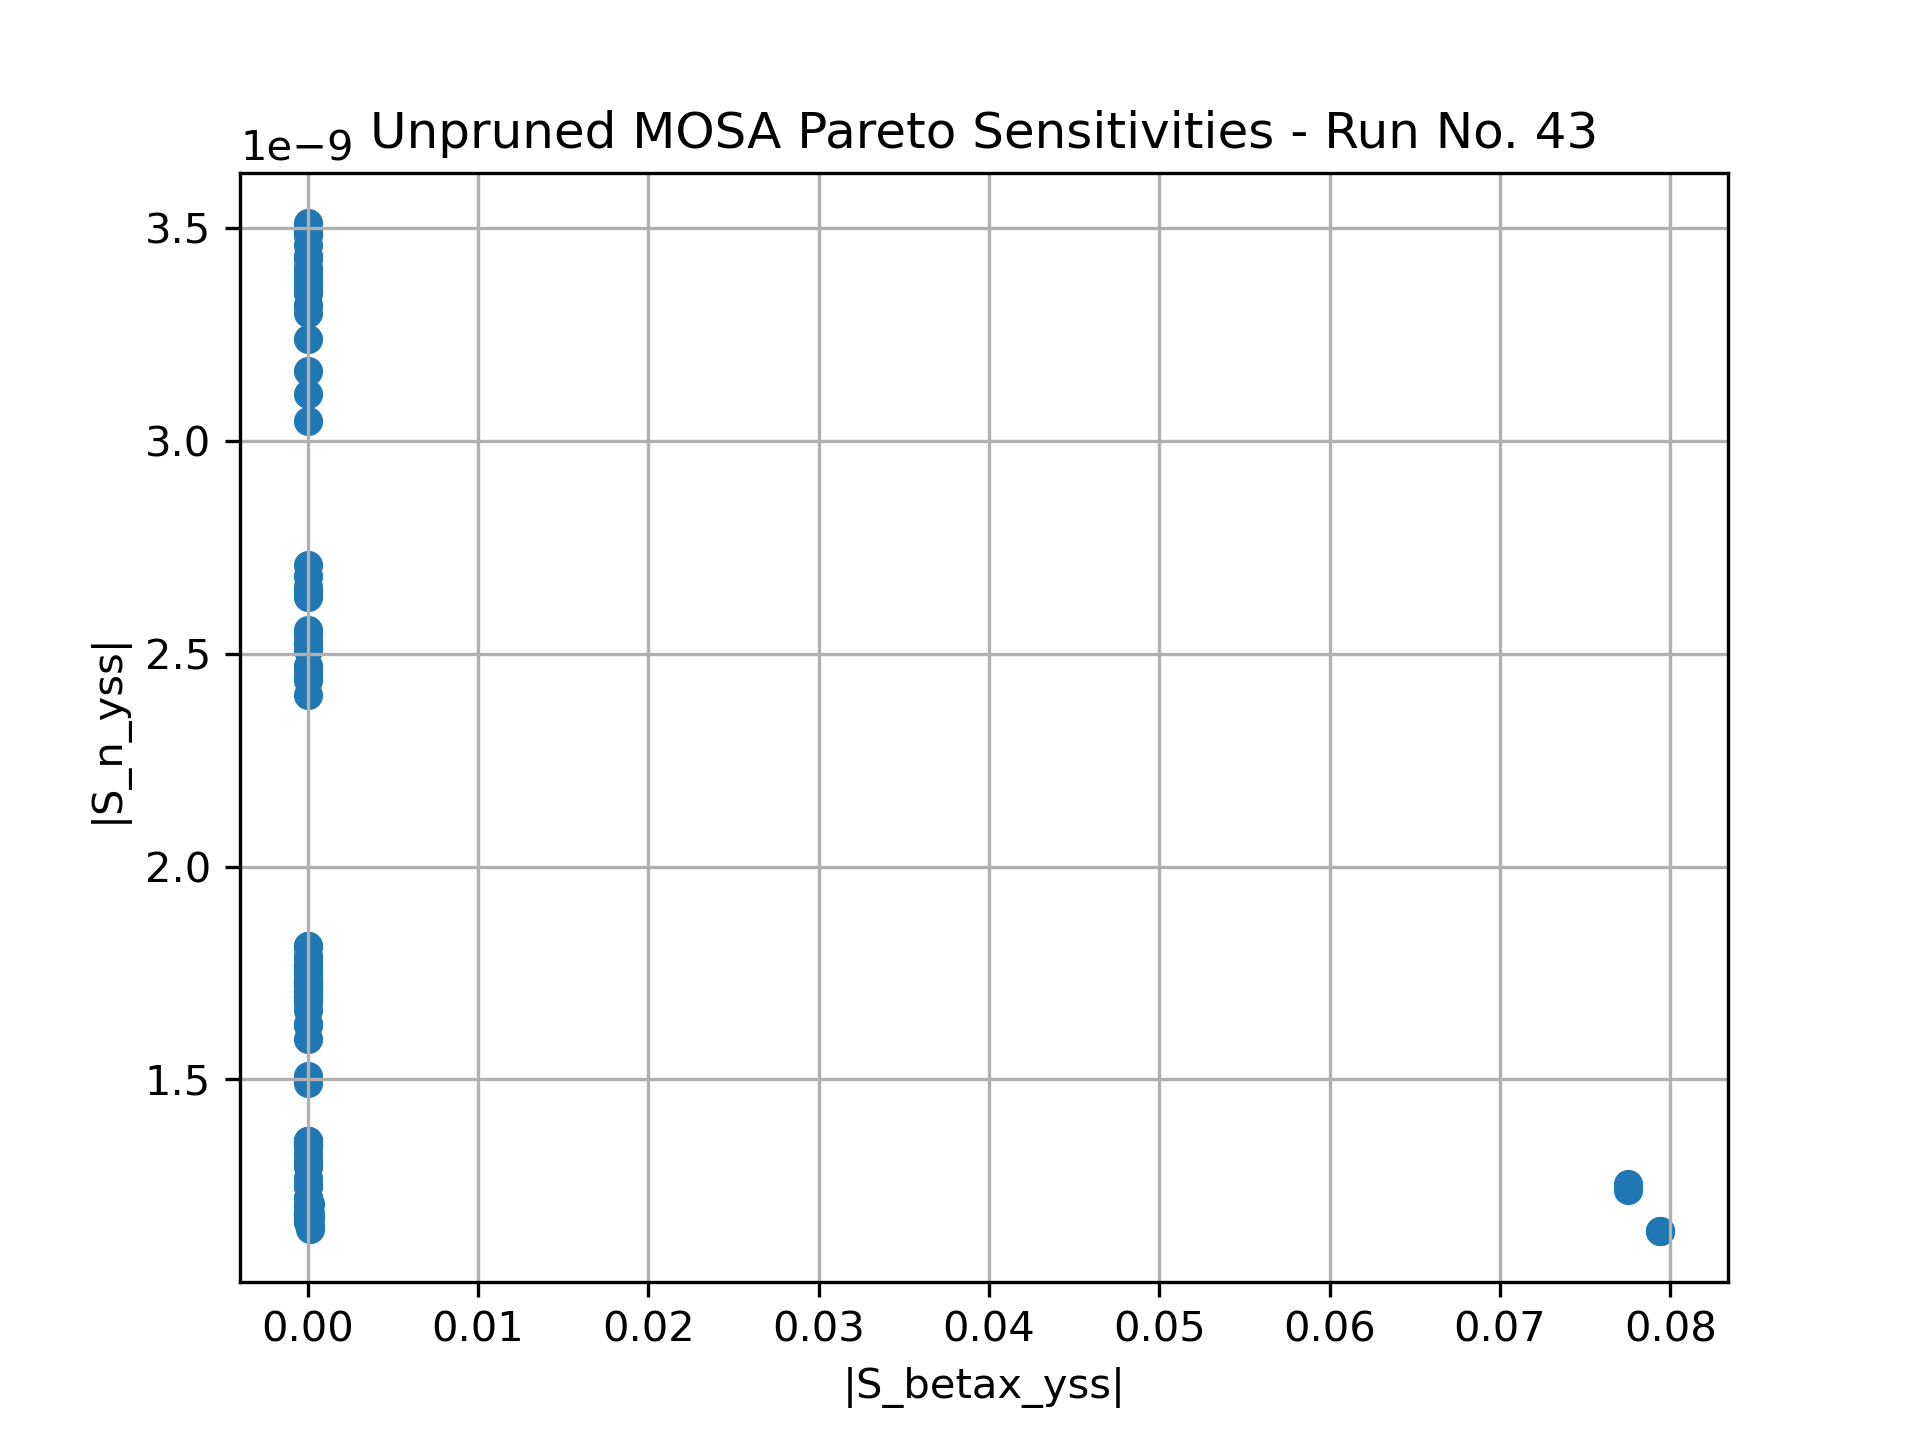 1e−9
Unpruned MOSA Pareto Sensitivities - Run No. 43
3.5
3.0
2.5
2.0
1.5
|S_n_yss|
0.00 0.01 0.02 0.03 0.04 0.05 0.06 0.07 0.08
|S_betax_yss|